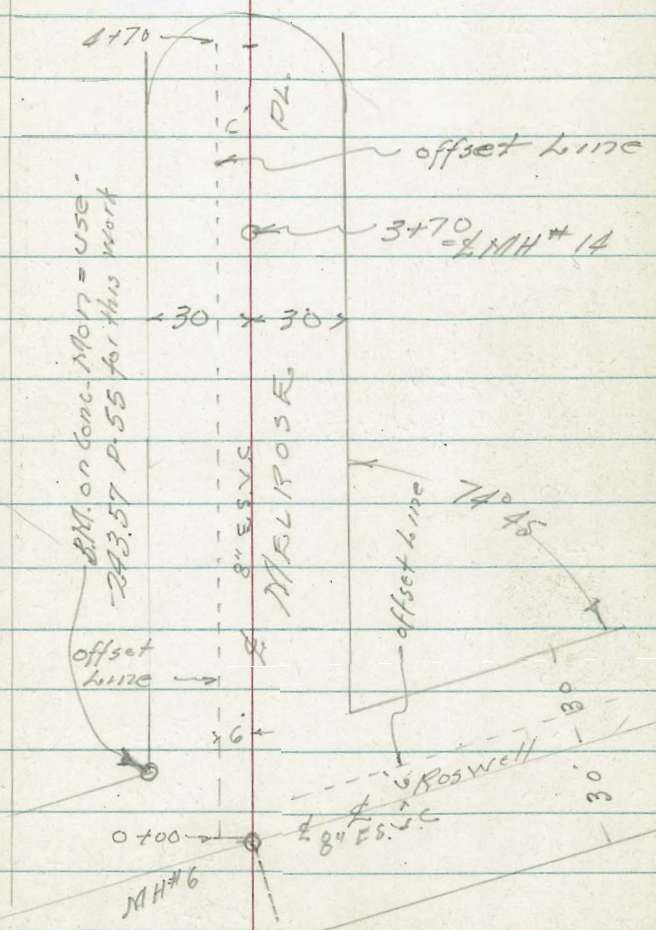 4+70
PL.
6'
offset Line
3+70
=℄ MH# 14
B.M. on Conc. Mon = use
243.57 P-55 for this work
30
30
8" E.S.V.C.
℄ MELROSE
74° 45
offset Line
offset
Line
6'
30
30'
6
Roswell
℄
℄ 8" E.S.V.C
0+00
MH#6